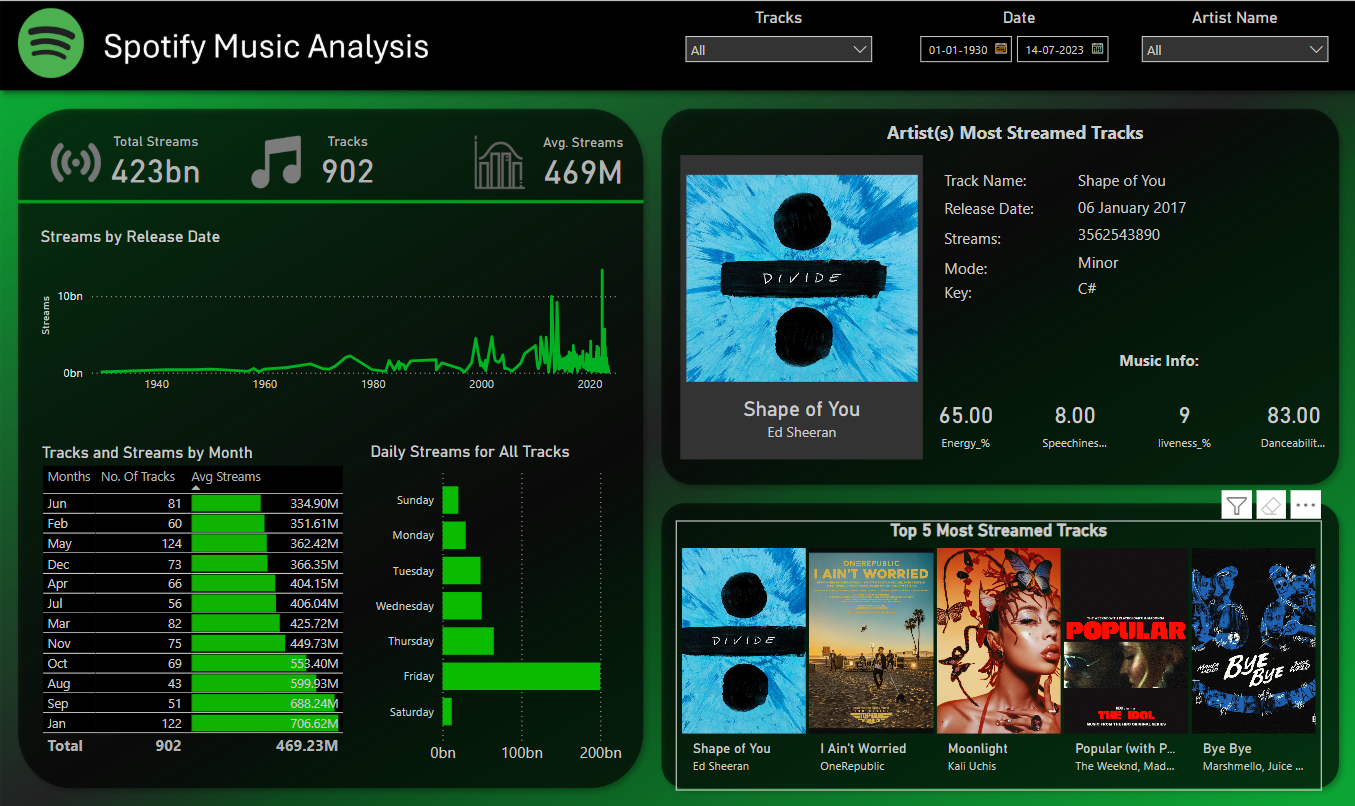 Spotify Music Analysis
Tracks
All
Date
01-01-1930
14-07-2023
Artist Name
All
Total Streams
423bn
Tracks
902
Avg. Streams
469M
Streams by Release Date
Streams
10bn
0bn
1940 1960 1980 2000 2020
Tracks and Streams by Month
Months No. Of Tracks Avg Streams
Jun 81 334.90M
Feb 60 351.61M
May 124 362.42M
Dec 73 366.35M
Apr 66 404.15M
Jul 56 406.04M
Mar 82 425.72M
Nov 75 449.73M
Oct 69 553.40M
Aug 43 599.93M
Sep 51 688.24M
Jan 122 706.62M
Total 902 469.23M
Daily Streams for All Tracks
Sunday
Monday
Tuesday
Wednesday
Thursday
Friday
Saturday
0bn 100bn 200bn
Artist(s) Most Streamed Tracks
DIVIDE
Shape of You
Ed Sheeran
Track Name: Shape of You
Release Date: 06 January 2017
Streams: 3562543890
Mode: Minor
Key: C#
Music Info:
65.00
Energy_%
8.00
Speechines...
9
liveness_%
83.00
Danceabilit...
Top 5 Most Streamed Tracks
DIVIDE
Shape of You
Ed Sheeran
ONEREPUBLIC
I AIN'T WORRIED
TOPGUN
I Ain't Worried
OneRepublic
Moonlight
Kali Uchis
POPULAR
THE IDOL
MUSIC FROM THE HBO ORIGINAL SERIES
Popular (with P...
The Weeknd, Mad...
BYE BYE
Bye Bye
Marshmello, Juice ...